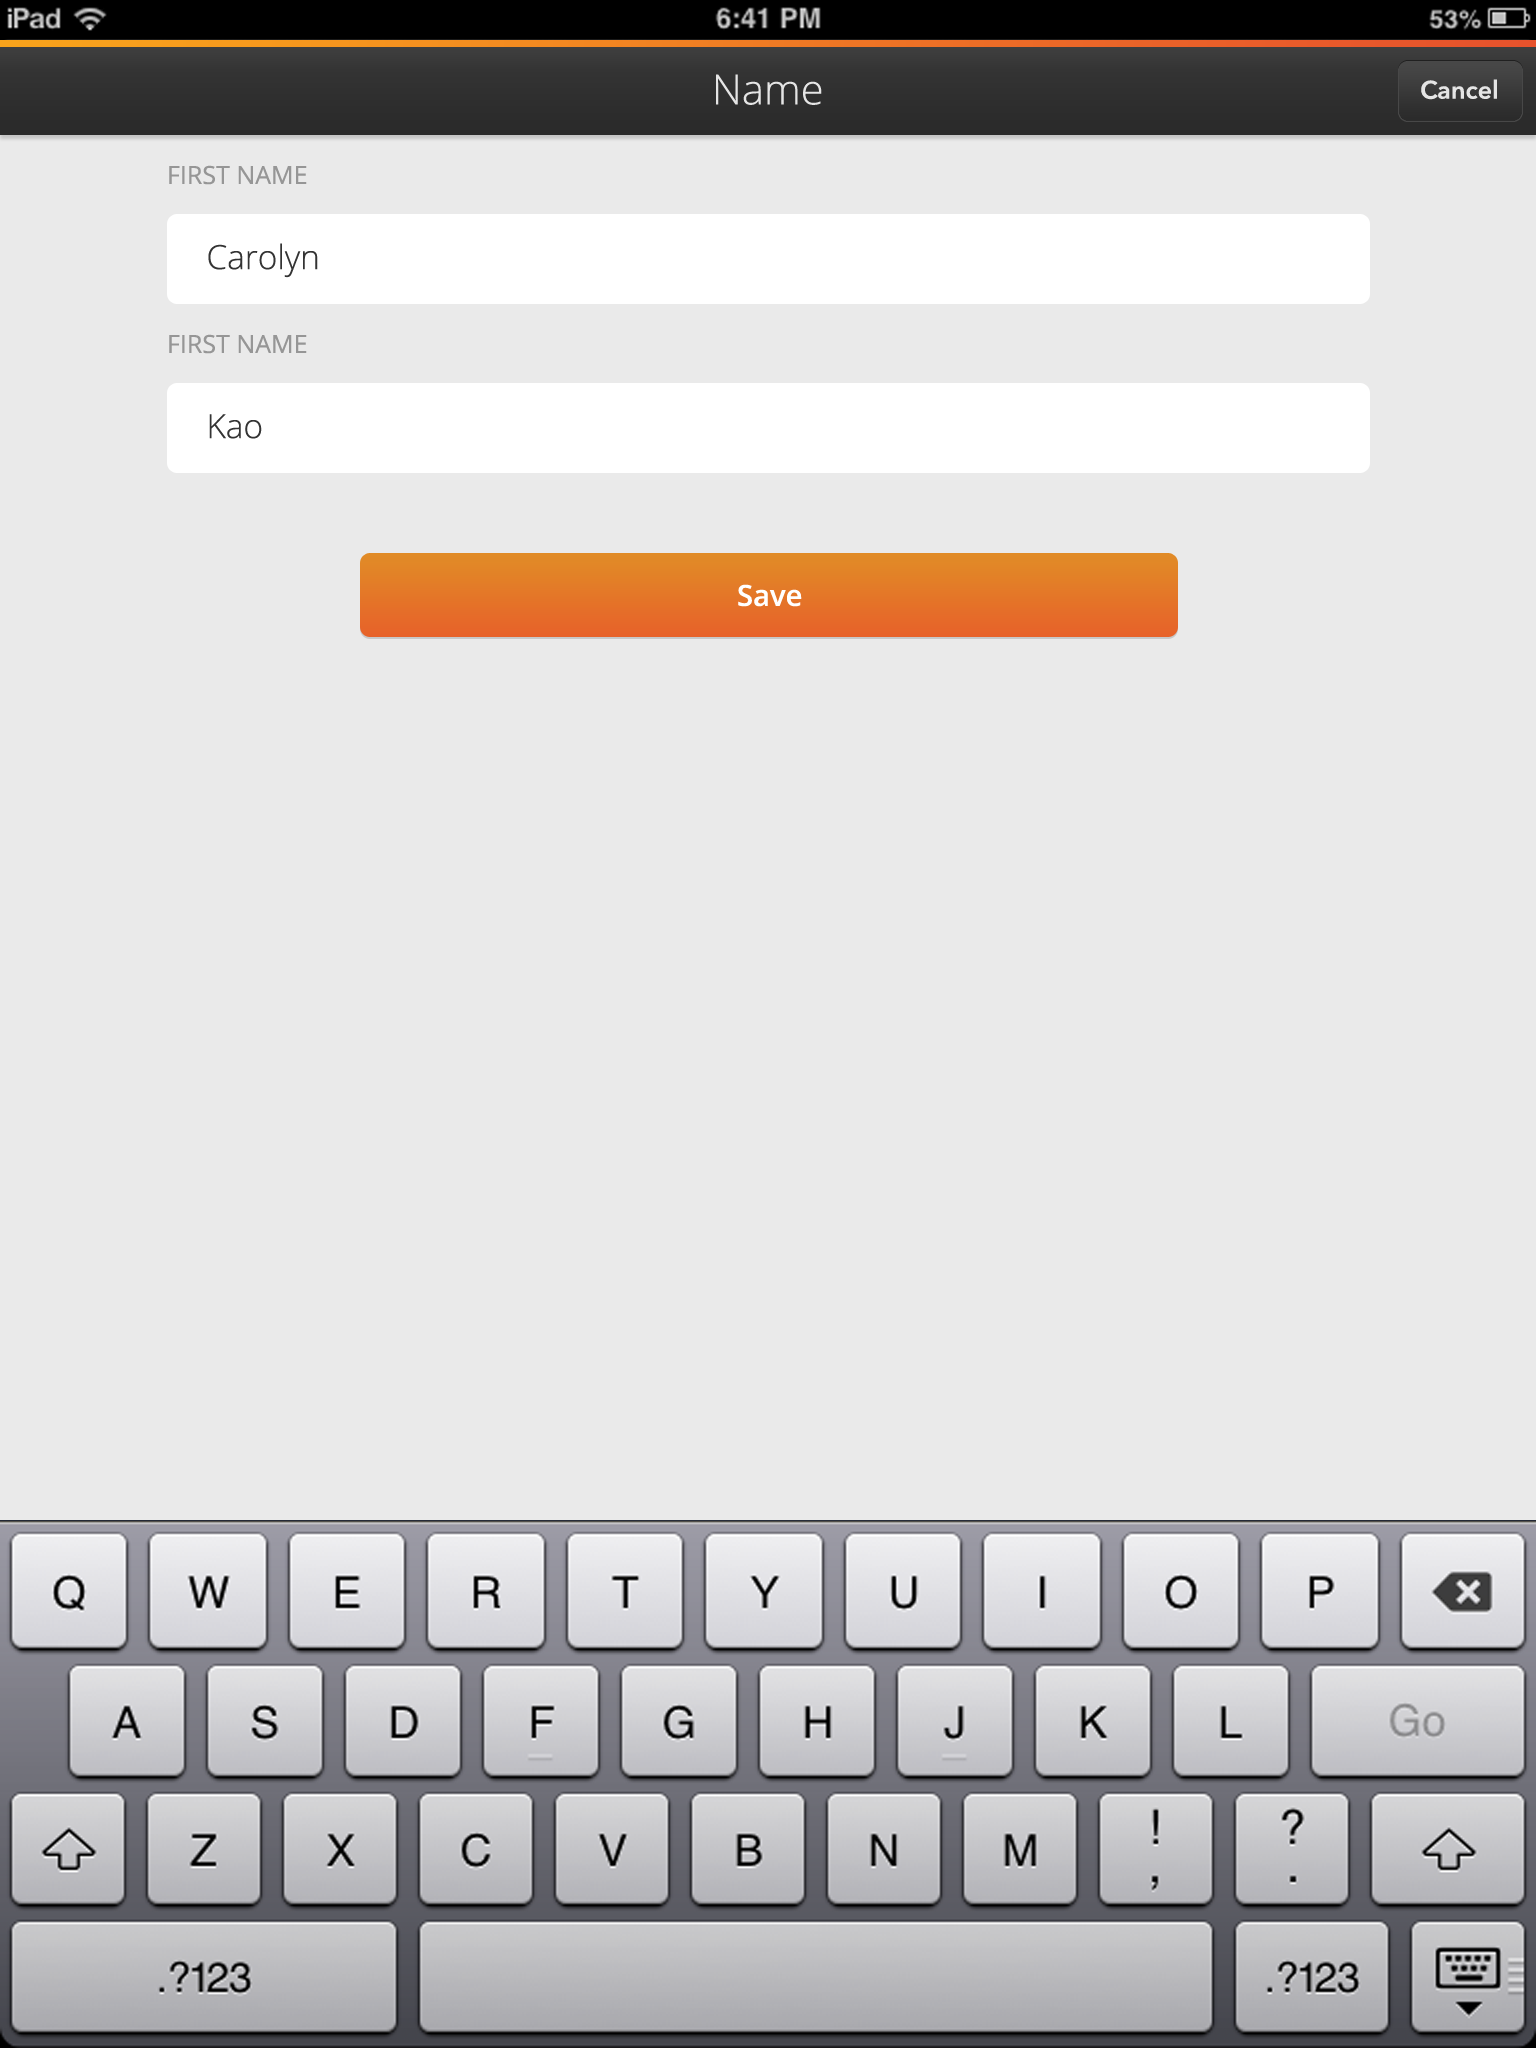 iPad 6:41 PM 53%
Name Cancel
FIRST NAME
Carolyn
FIRST NAME
Kao
Save
Q W E R T Y U I O P
A S D F G H J K L Go
Z X C V B N M ! , ? .
.?123 .?123